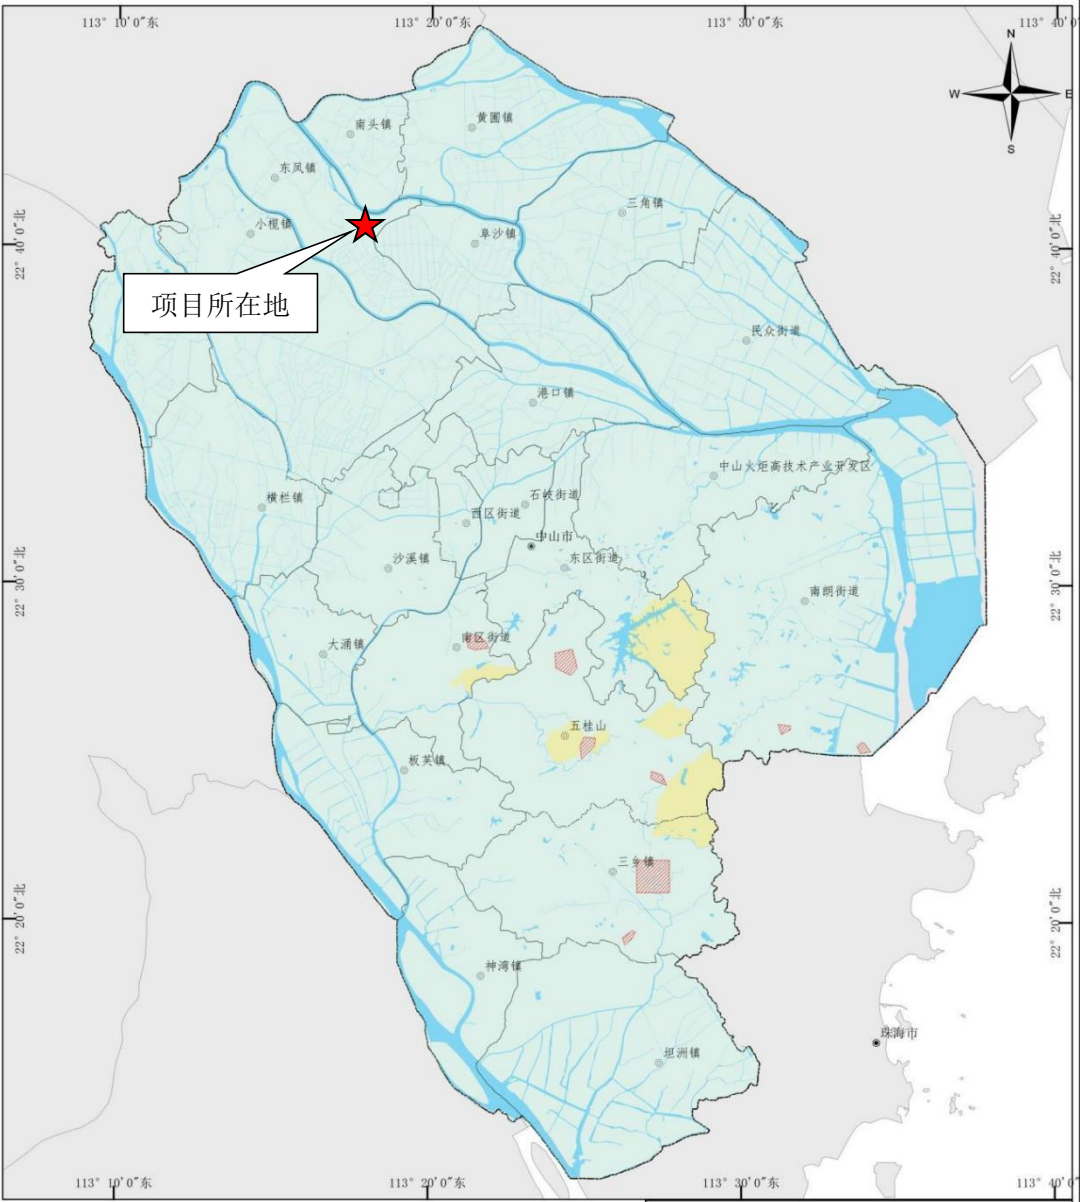 113° 10'0"东
113° 20'0"东
113° 30'0"东
113° 40'0"
N
W
E
S
黄圃镇
南头镇
东凤镇
三角镇
小榄镇
阜沙镇
22° 40'0"北
22° 40'0"北
项目所在地
民众街道
港口镇
中山火炬高技术产业开发区
横栏镇
石岐街道
西区街道
中山市
沙溪镇
东区街道
22° 30'0"北
22° 30'0"北
南朗街道
南区街道
大涌镇
五桂山
板芙镇
三乡镇
22° 20'0"北
22° 20'0"北
神湾镇
珠海市
坦洲镇
113° 10'0"东
113° 20'0"东
113° 30'0"东
113° 40'0"